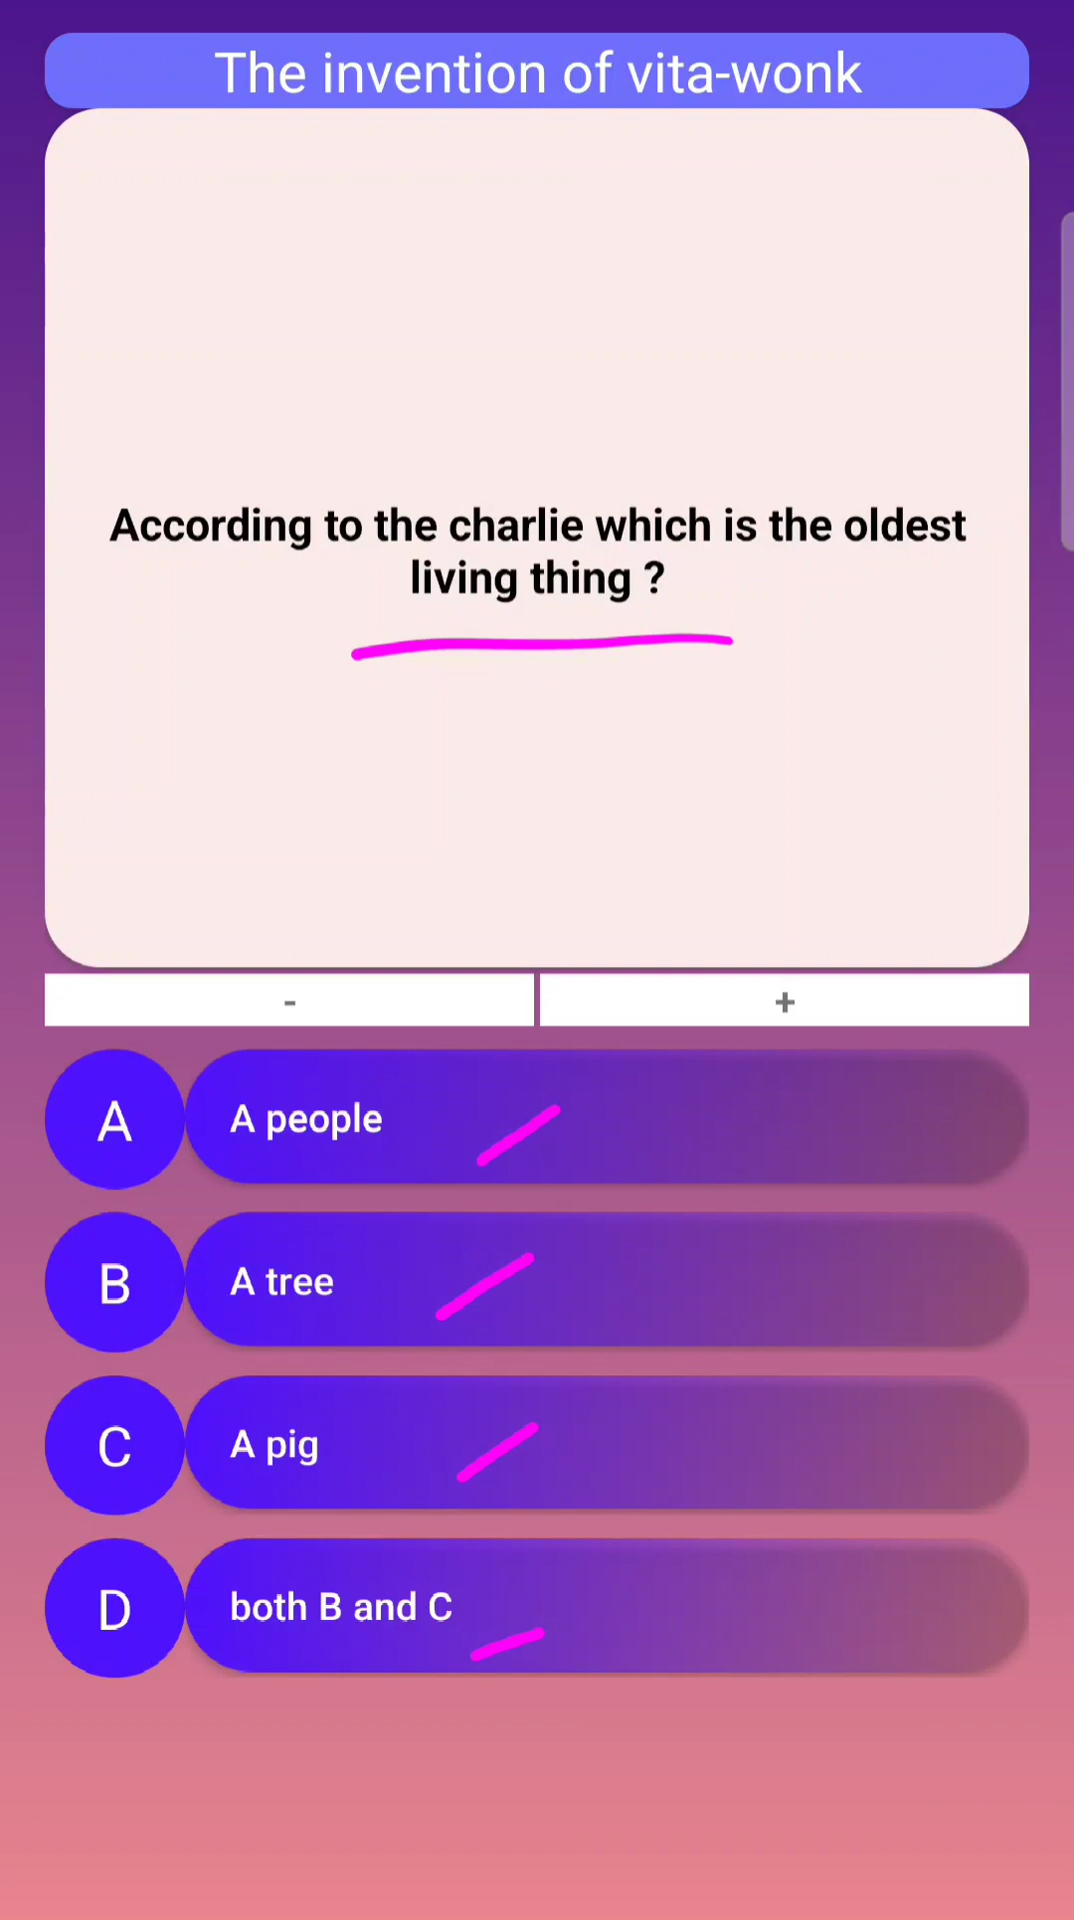 The invention of vita-wonk
According to the charlie which is the oldest
living thing ?
-
+
A
A people
B
A tree
C
A pig
D
both B and C